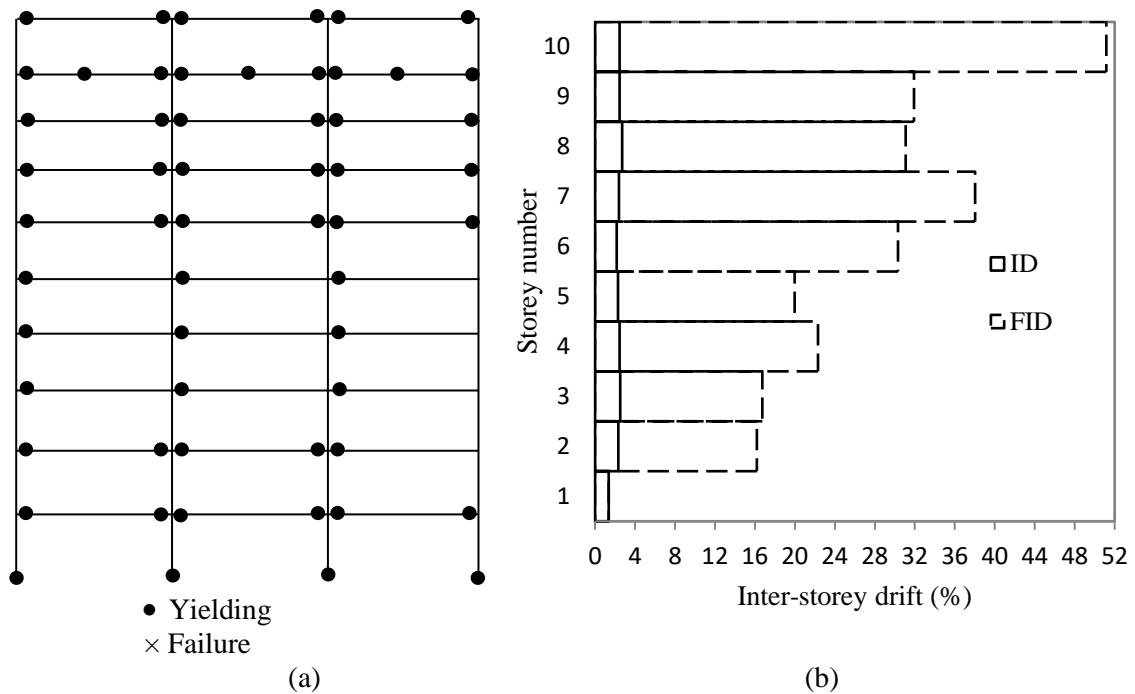 ● Yielding
× Failure
(a)
Storey number
10
9
8
7
6
5
4
3
2
1
0 4 8 12 16 20 24 28 32 36 40 44 48 52
Inter-storey drift (%)
ID
FID
(b)